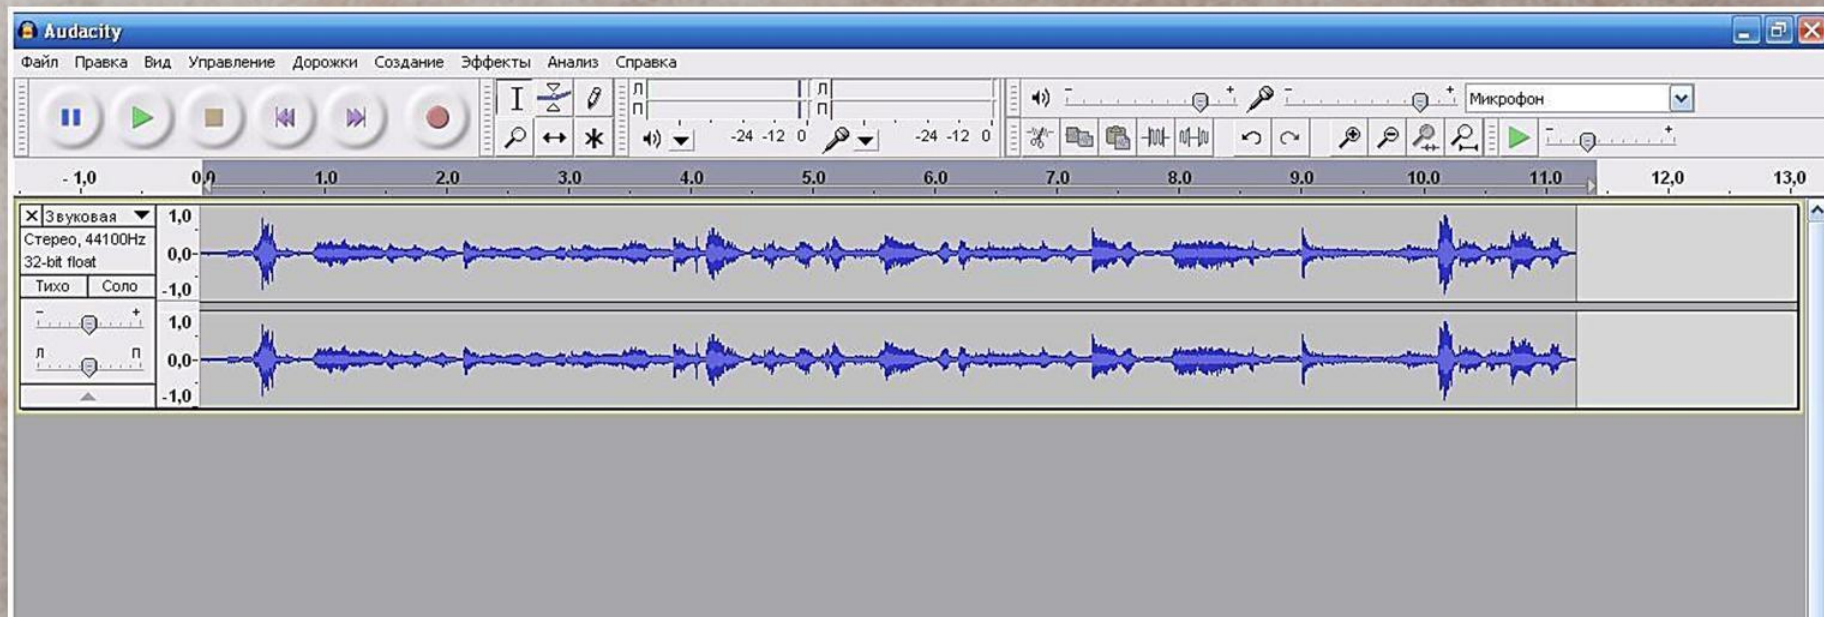 Audacity
Файл Правка Вид Управление Дорожки Создание Эффекты Анализ Справка
Л Л
П П
-24 -12 0 -24 -12 0
Микрофон
- 1,0 0,0 1.0 2.0 3.0 4.0 5.0 6.0 7.0 8.0 9.0 10.0 11.0 12,0 13,0
Звуковая
Стерео, 44100Hz
32-bit float
Тихо Соло
- +
Л П
1,0
0,0-
-1,0
1,0
0,0-
-1,0